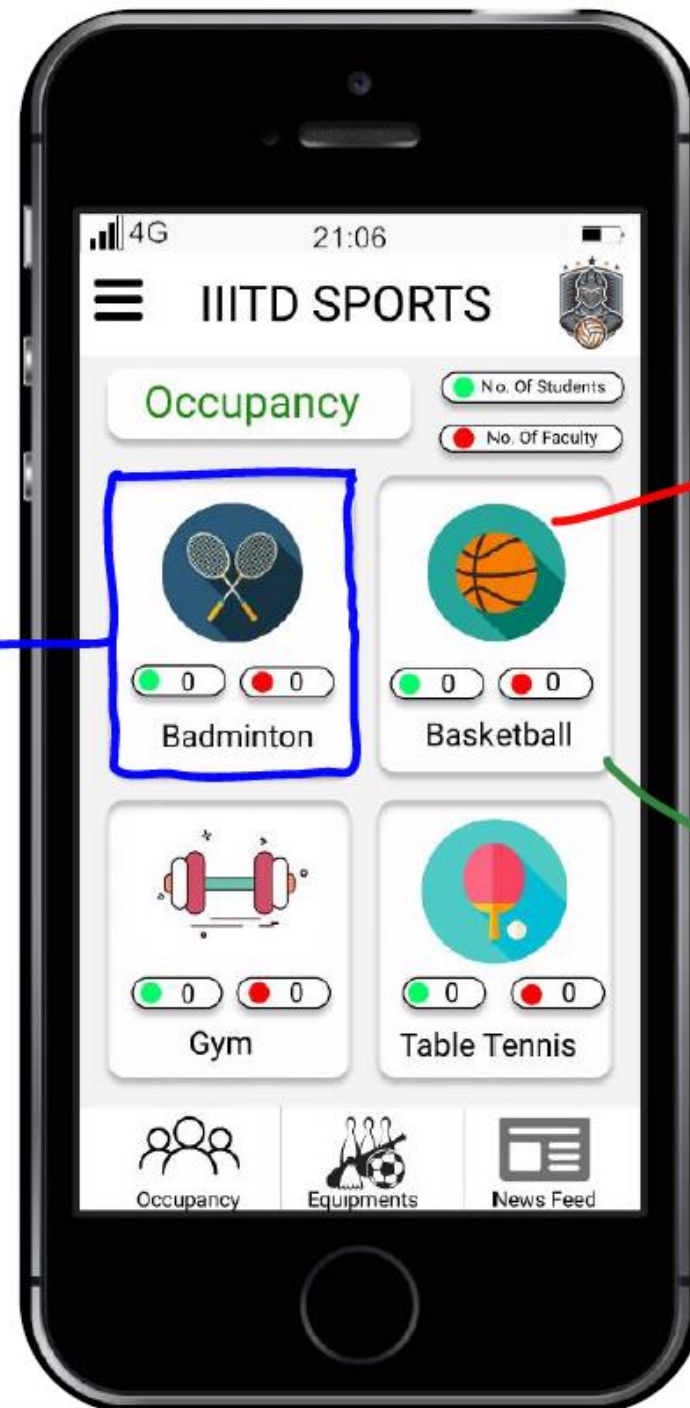 4G 21:06
IIITD SPORTS
Occupancy
No. Of Students
No. Of Faculty
0 0 0 0
Badminton Basketball
0 0 0 0
Gym Table Tennis
Occupancy Equipments News Feed